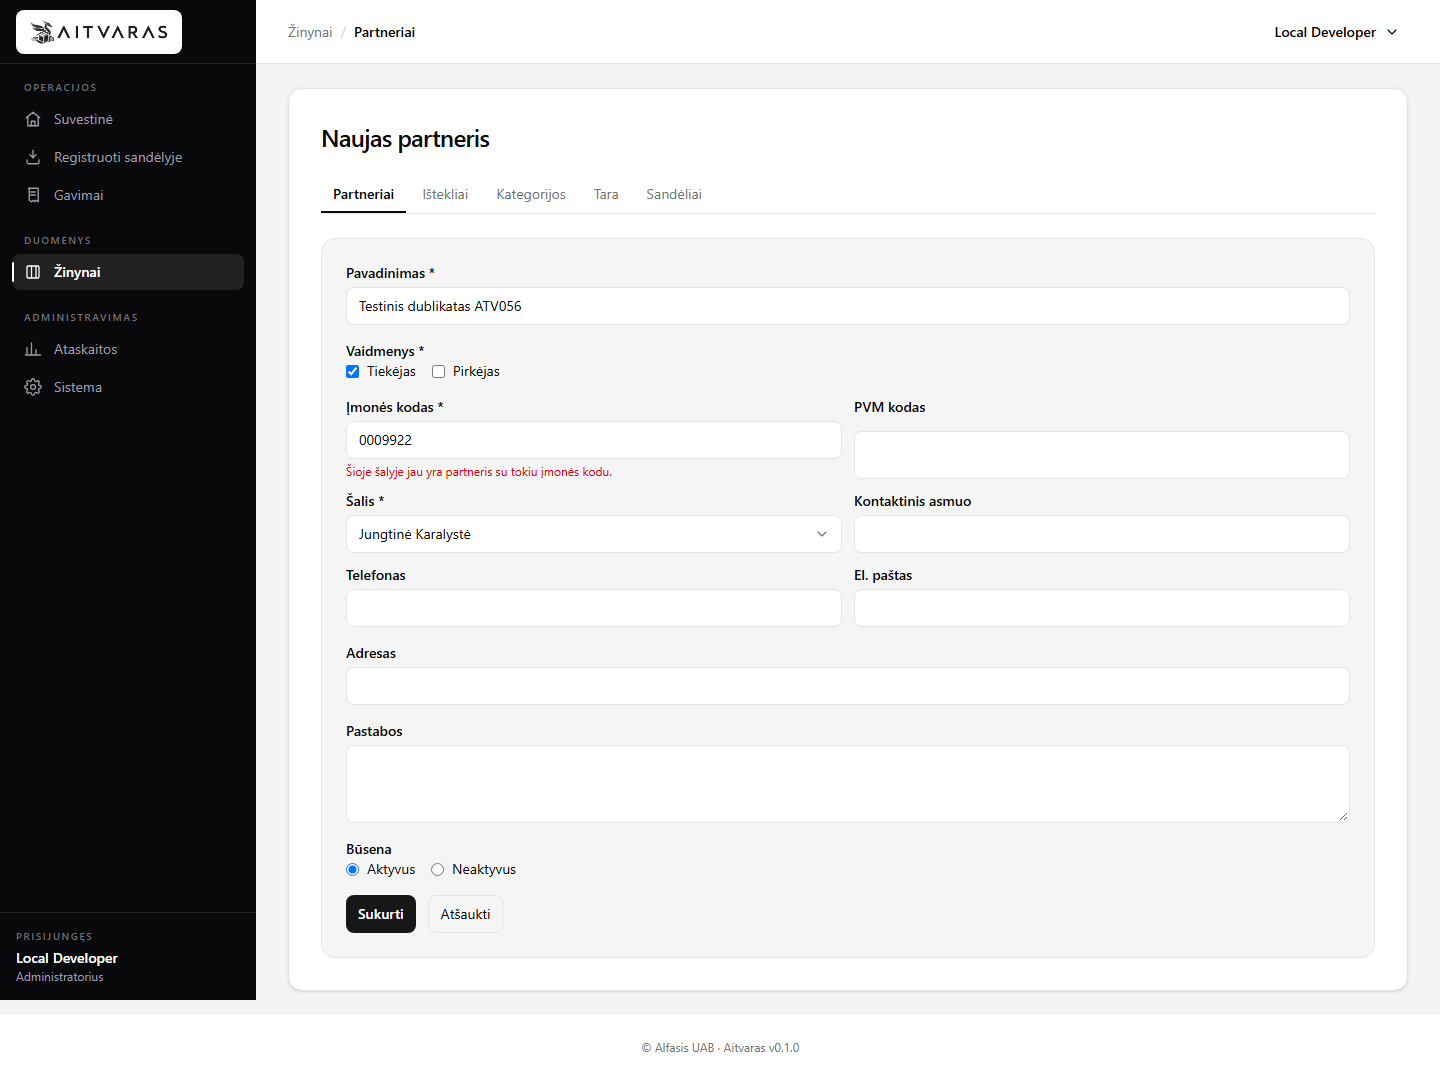 AITVARAS
OPERACIJOS
Suvestinė
Registruoti sandėlyje
Gavimai
DUOMENYS
Žinynai
ADMINISTRAVIMAS
Ataskaitos
Sistema
PRISIJUNGĘS
Local Developer
Administratorius
Žinynai / Partneriai
Local Developer
Naujas partneris
Partneriai Ištekliai Kategorijos Tara Sandėliai
Pavadinimas *
Testinis dublikatas ATV056
Vaidmenys *
Tiekėjas Pirkėjas
Įmonės kodas * PVM kodas
0009922
Šioje šalyje jau yra partneris su tokiu įmonės kodu.
Šalis * Kontaktinis asmuo
Jungtinė Karalystė
Telefonas El. paštas
Adresas
Pastabos
Būsena
Aktyvus Neaktyvus
Sukurti Atšaukti
© Alfasis UAB · Aitvaras v0.1.0